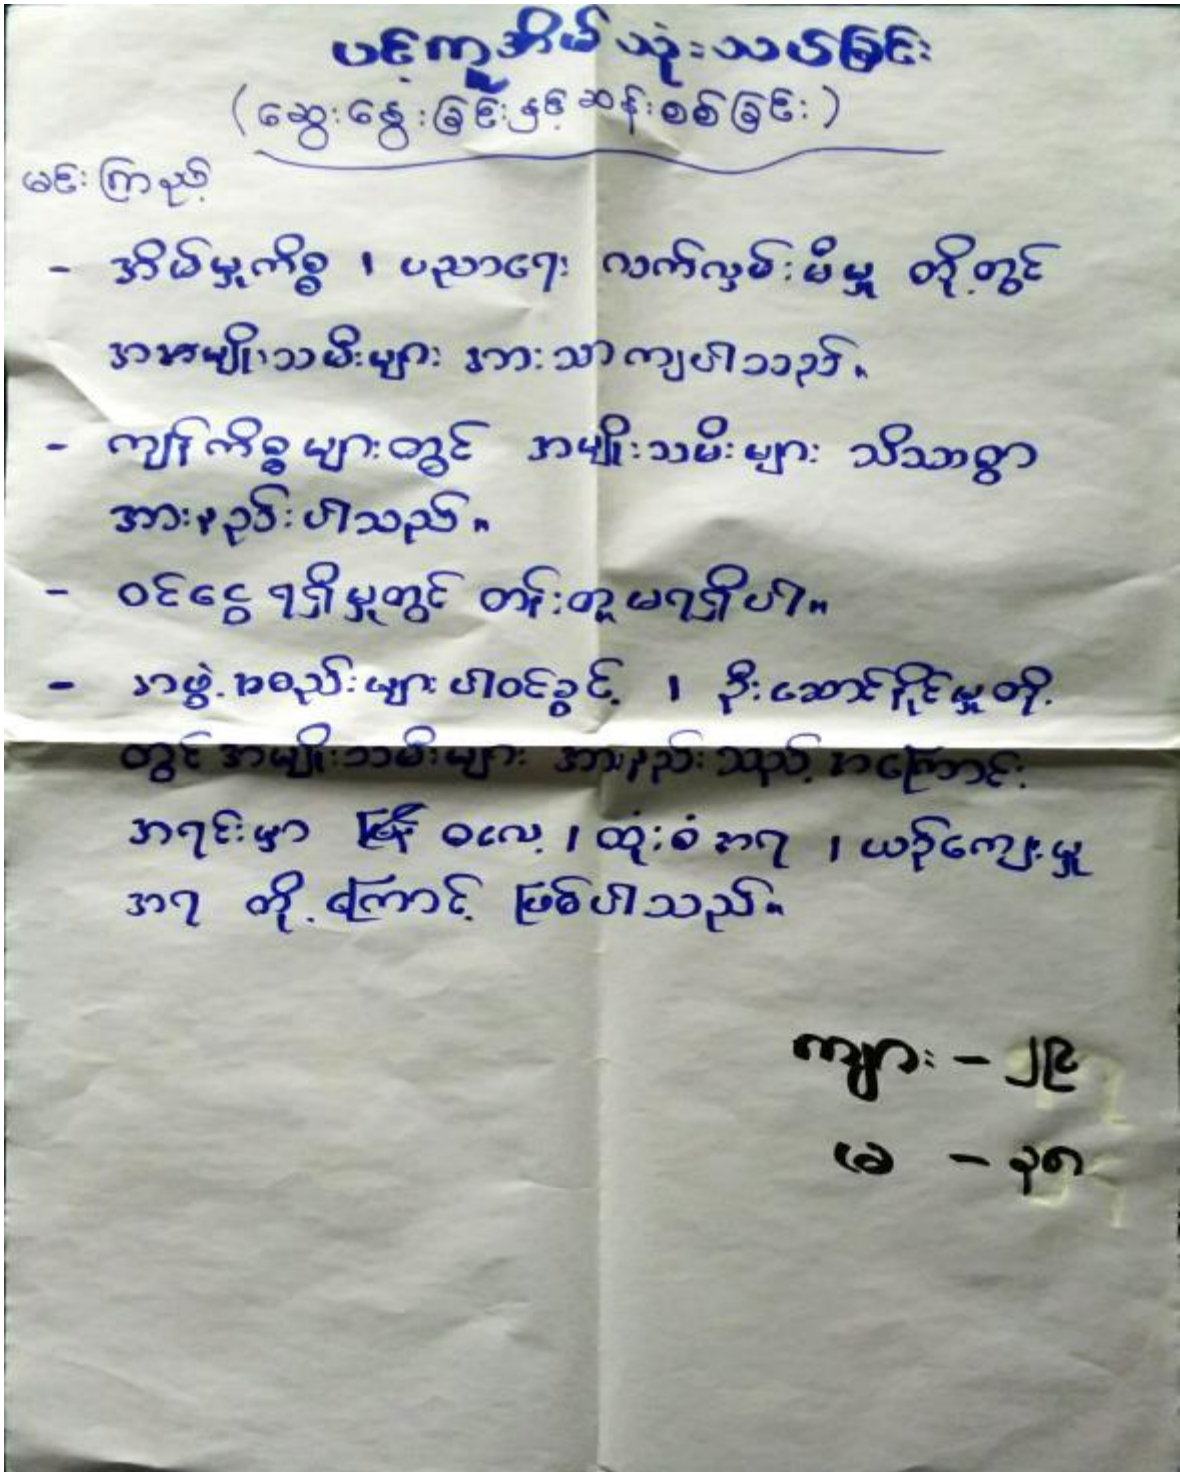 ပင့်ကူအိမ်သုံးသပ်ခြင်း
(ဆွေးနွေးခြင်းနှင့်ဆန်းစစ်ခြင်း)
မင်းကြည့်
- အိမ်မှုကိစ္စ ၊ ပညာရေး လက်လှမ်းမီမှု တို့တွင်
အမျိုးသမီးများ အားသာကျပါသည်။
- ကျန်ကိစ္စများတွင် အမျိုးသမီးများ သိသာစွာ
အားနည်းပါသည်။
- ဝင်ငွေရရှိမှုတွင် တန်းတူမရရှိပါ။
- အဖွဲ့အစည်းများပါဝင်ခွင့် ၊ ဦးဆောင်နိုင်မှုတို့
တွင်အမျိုးသမီးများ အားနည်းသည့်အကြောင်း
အရင်းမှာ ဓလေ့၊ထုံးစံအရ ၊ ယဉ်ကျေးမှု
အရ တို့ကြောင့် ဖြစ်ပါသည်။
ကျား - ၂၉
မ - ၃၈